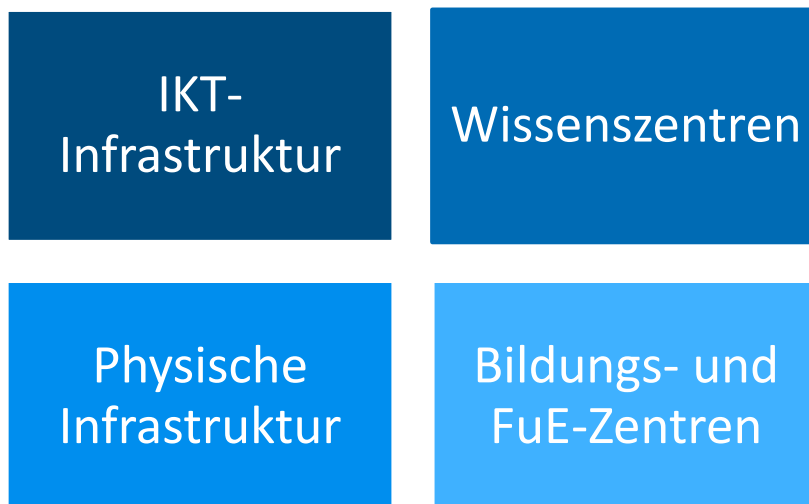 IKT-
Infrastruktur
Wissenszentren
Physische
Infrastruktur
Bildungs- und
FuE-Zentren